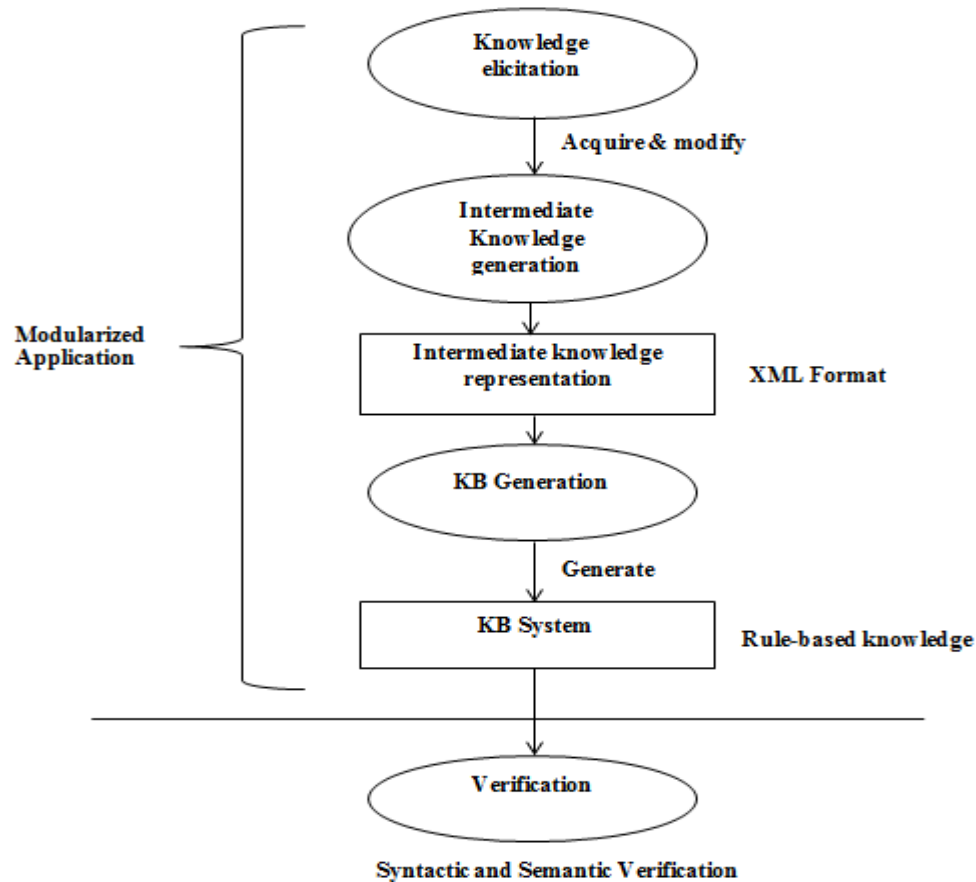 Knowledge
elicitation
Acquire & modify
Intermediate
Knowledge
generation
Modularized
Application
Intermediate knowledge
representation
XML Format
KB Generation
Generate
KB System
Rule-based knowledge
Verification
Syntactic and Semantic Verification